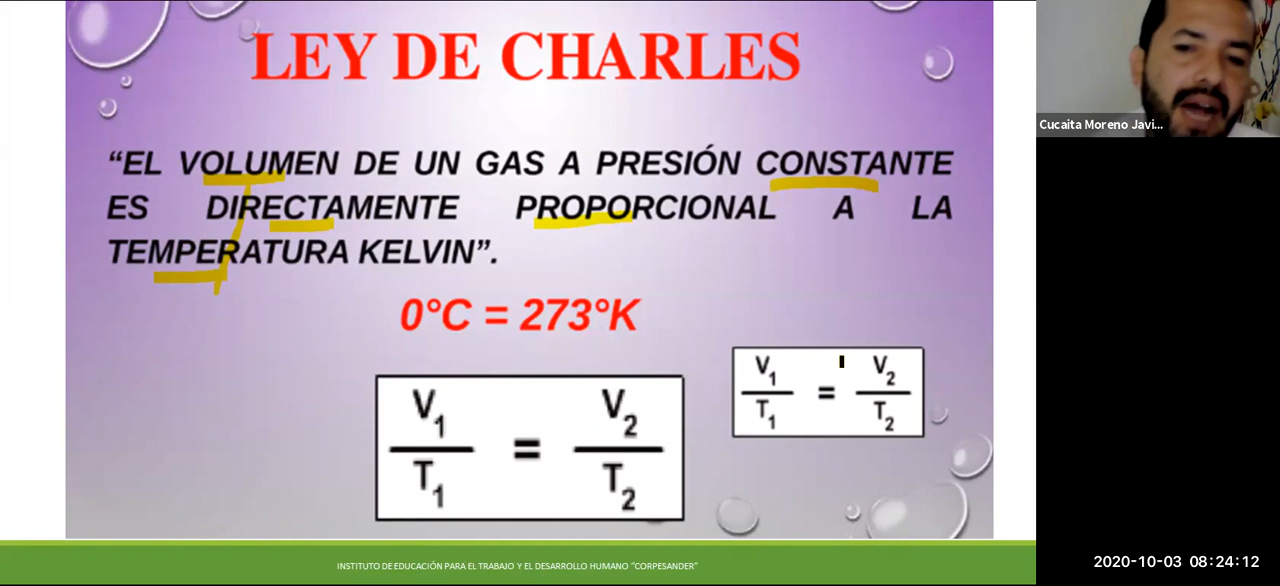 LEY DE CHARLES
“EL VOLUMEN DE UN GAS A PRESIÓN CONSTANTE
ES DIRECTAMENTE PROPORCIONAL A LA
TEMPERATURA KELVIN”.
0°C = 273°K
V1 V2
=
T1 T2
V1 V2
=
T1 T2
INSTITUTO DE EDUCACIÓN PARA EL TRABAJO Y EL DESARROLLO HUMANO “CORPESANDER”
Cucaita Moreno Javi...
2020-10-03 08:24:12